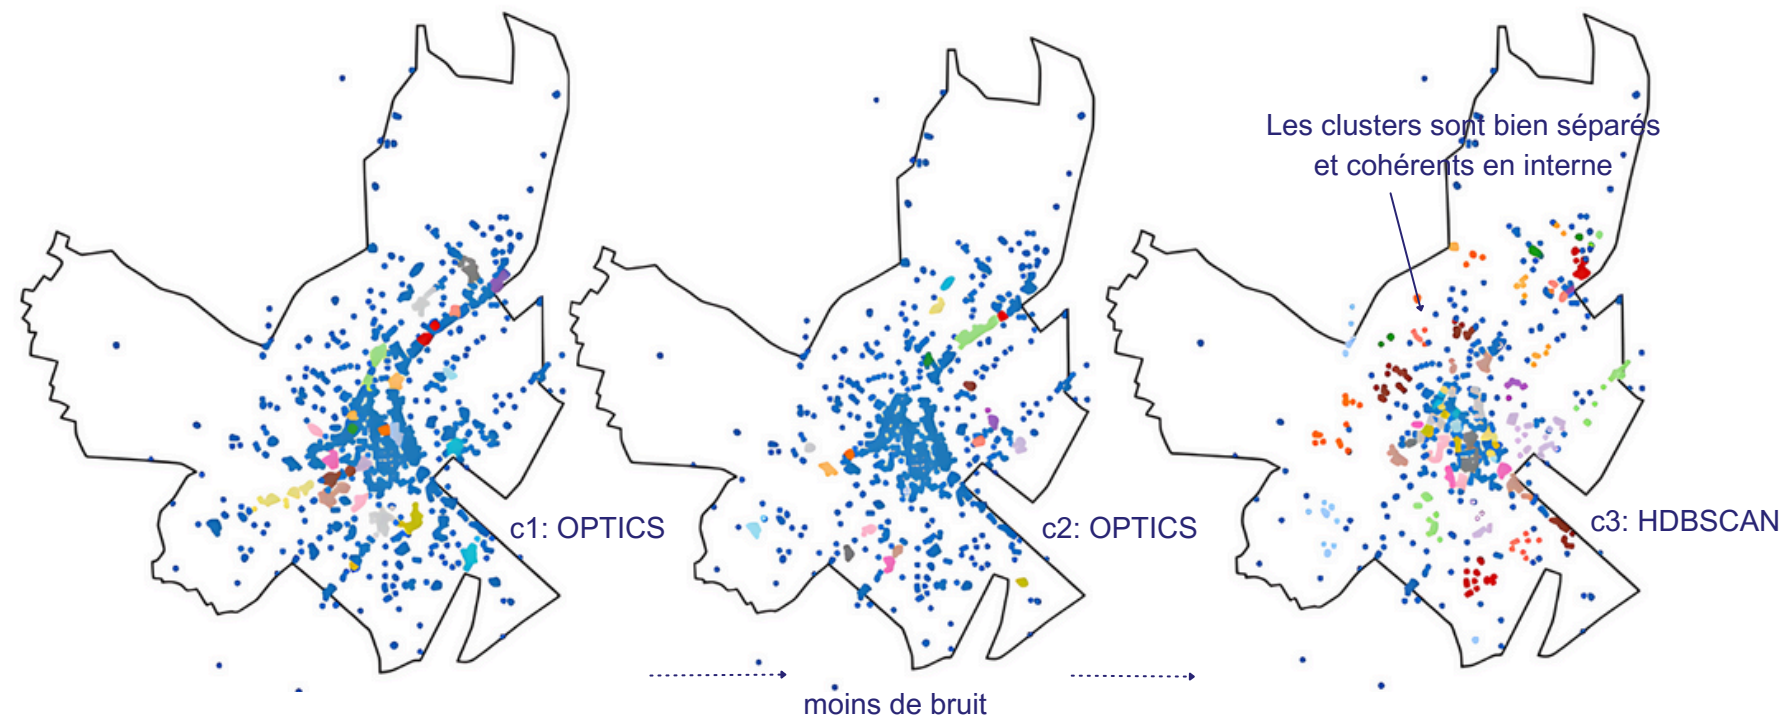 Les clusters sont bien séparés
et cohérents en interne
c1: OPTICS
c2: OPTICS
c3: HDBSCAN
moins de bruit